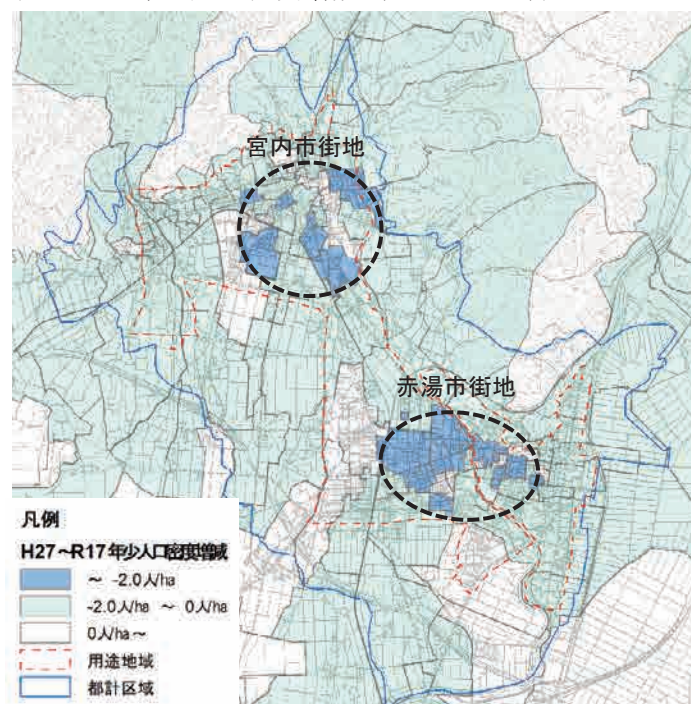 宮内市街地
赤湯市街地
凡例
H27～R17年少人口密度増減
～ -2.0人/ha
-2.0人/ha ～ 0人/ha
0人/ha～
用途地域
都計区域